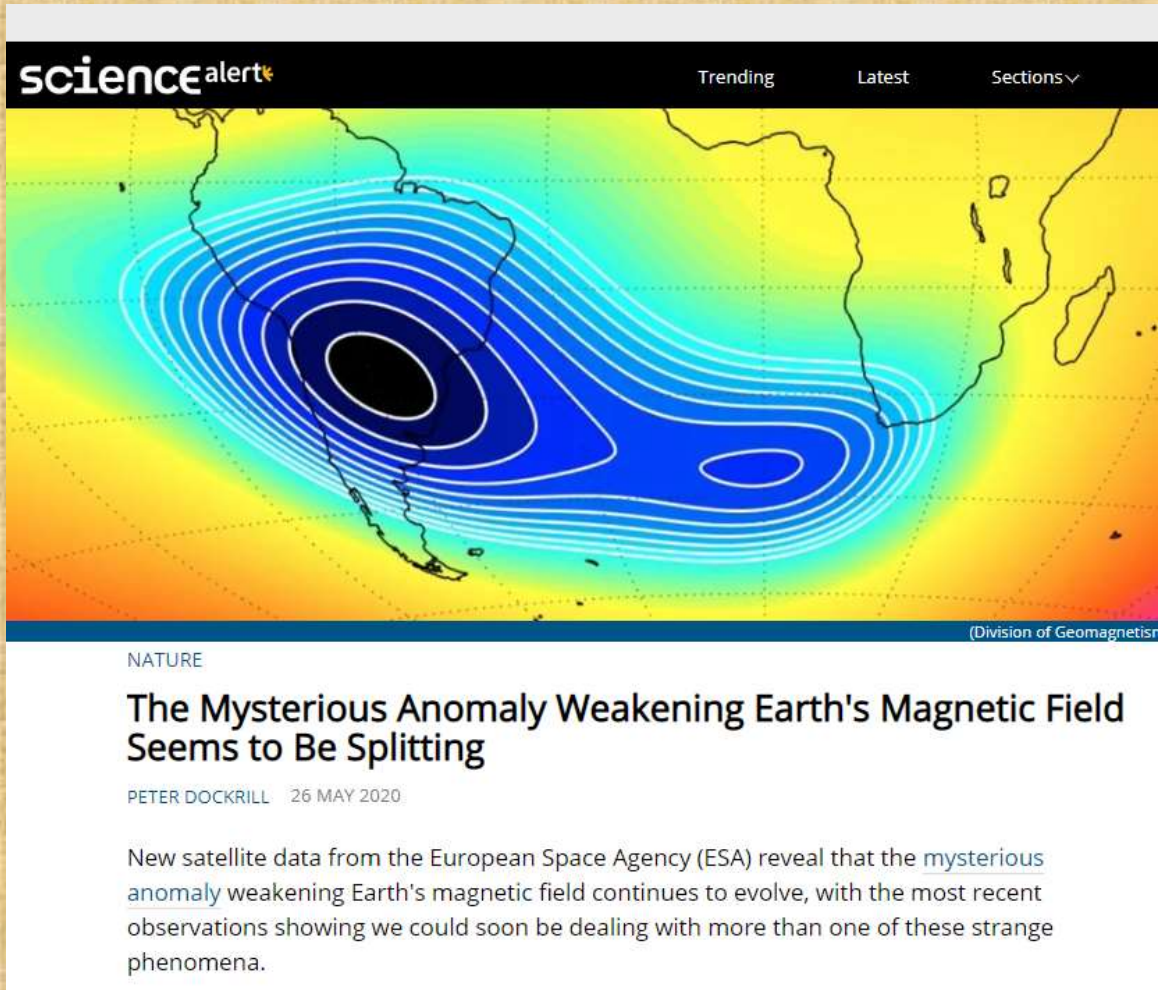 science alert
Trending Latest Sections
(Division of Geomagnetism
NATURE
The Mysterious Anomaly Weakening Earth's Magnetic Field
Seems to Be Splitting
PETER DOCKRILL 26 MAY 2020
New satellite data from the European Space Agency (ESA) reveal that the mysterious
anomaly weakening Earth's magnetic field continues to evolve, with the most recent
observations showing we could soon be dealing with more than one of these strange
phenomena.